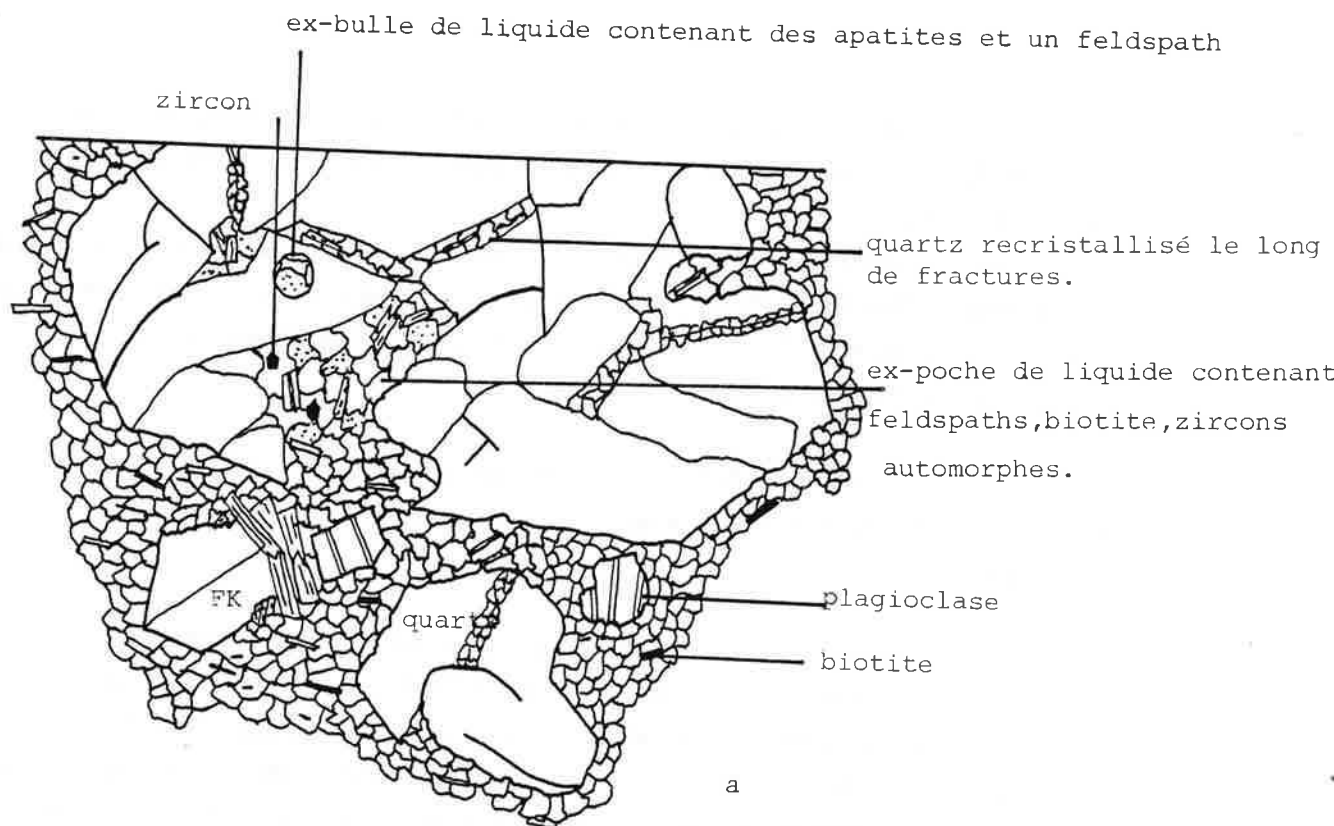 ex-bulle de liquide contenant des apatites et un feldspath
zircon
quartz recristallisé le long
de fractures.
ex-poche de liquide contenant
feldspaths,biotite,zircons
automorphes.
FK
quartz
plagioclase
biotite
a